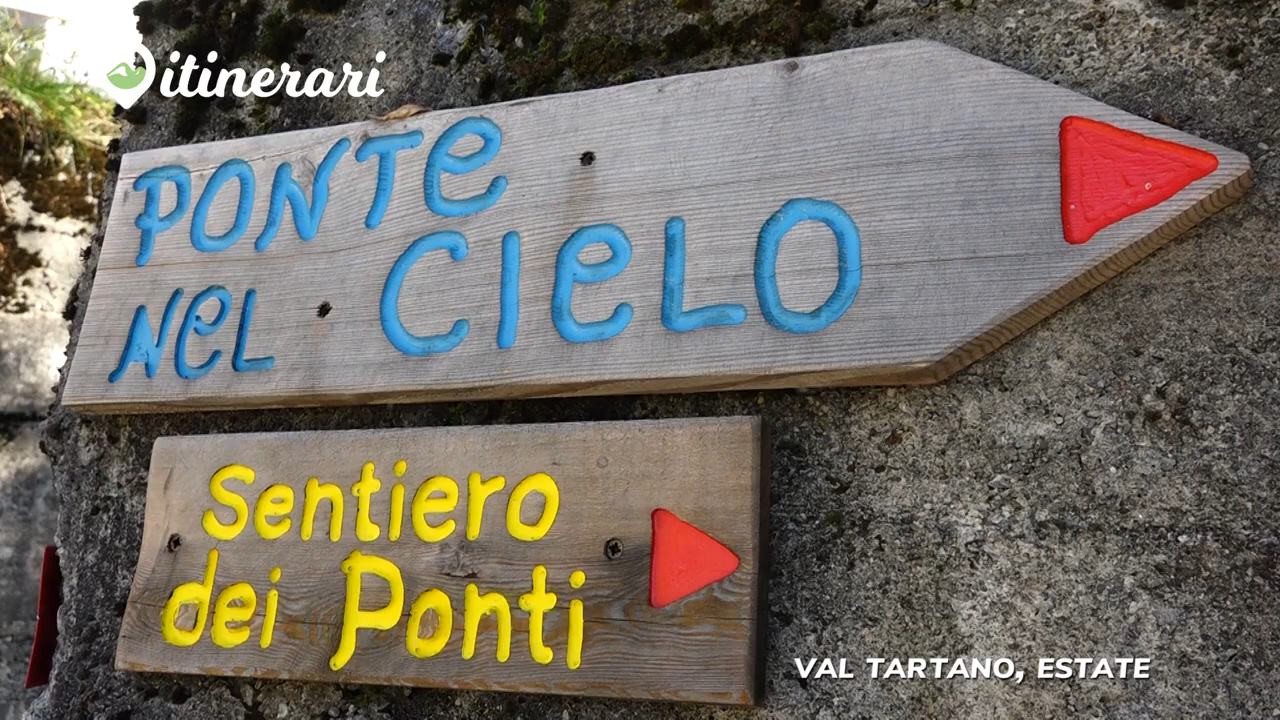 itinerari
PONTE
NEL CIELO
Sentiero
dei Ponti
VAL TARTANO, ESTATE